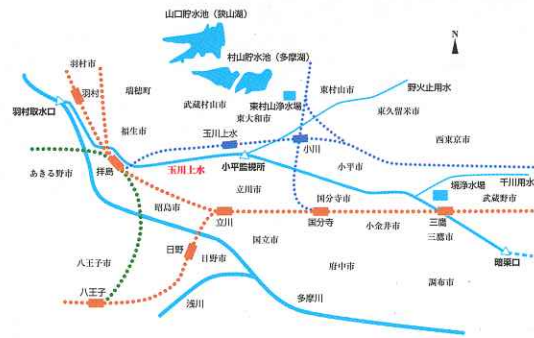 山口貯水池（狭山湖）
村山貯水池（多摩湖）
N
羽村市
羽村
瑞穂町
羽村取水口
武蔵村山市
東村山浄水場
東大和市
東村山市
野火止用水
東久留米市
福生市
玉川上水
小川
西東京市
拝島
あきる野市
玉川上水
小平監視所
小平市
立川市
境浄水場
千川用水
昭島市
国分寺市
武蔵野市
立川
国分寺
小金井市
三鷹
三鷹市
国立市
日野
日野市
八王子市
府中市
暗渠口
調布市
八王子
浅川
多摩川